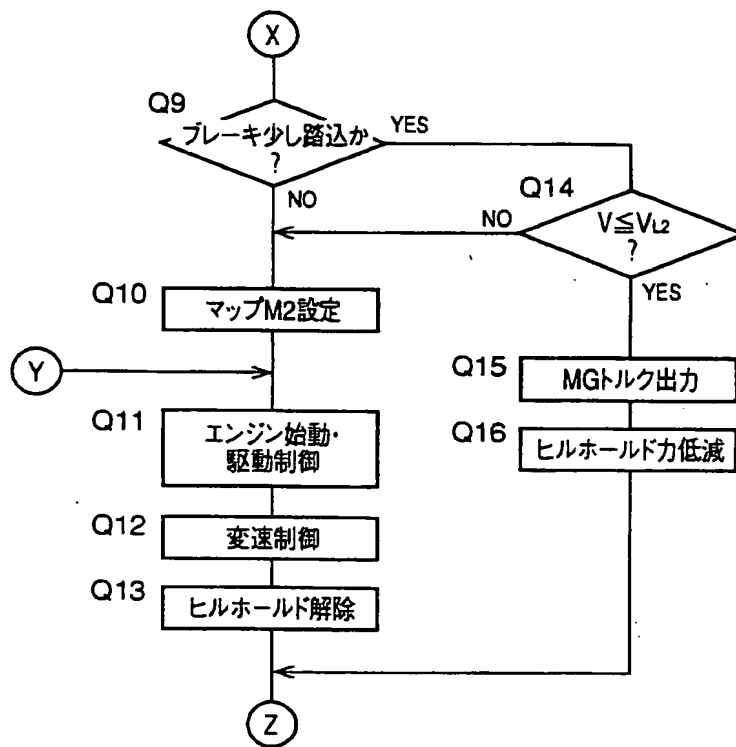 X
Q9
ブレーキ少し踏込か
?
YES
NO
Q14
V≦VL2
?
NO
YES
Q10
マップM2設定
Y
Q15
MGトルク出力
Q11
エンジン始動・
駆動制御
Q16
ヒルホールド力低減
Q12
変速制御
Q13
ヒルホールド解除
Z